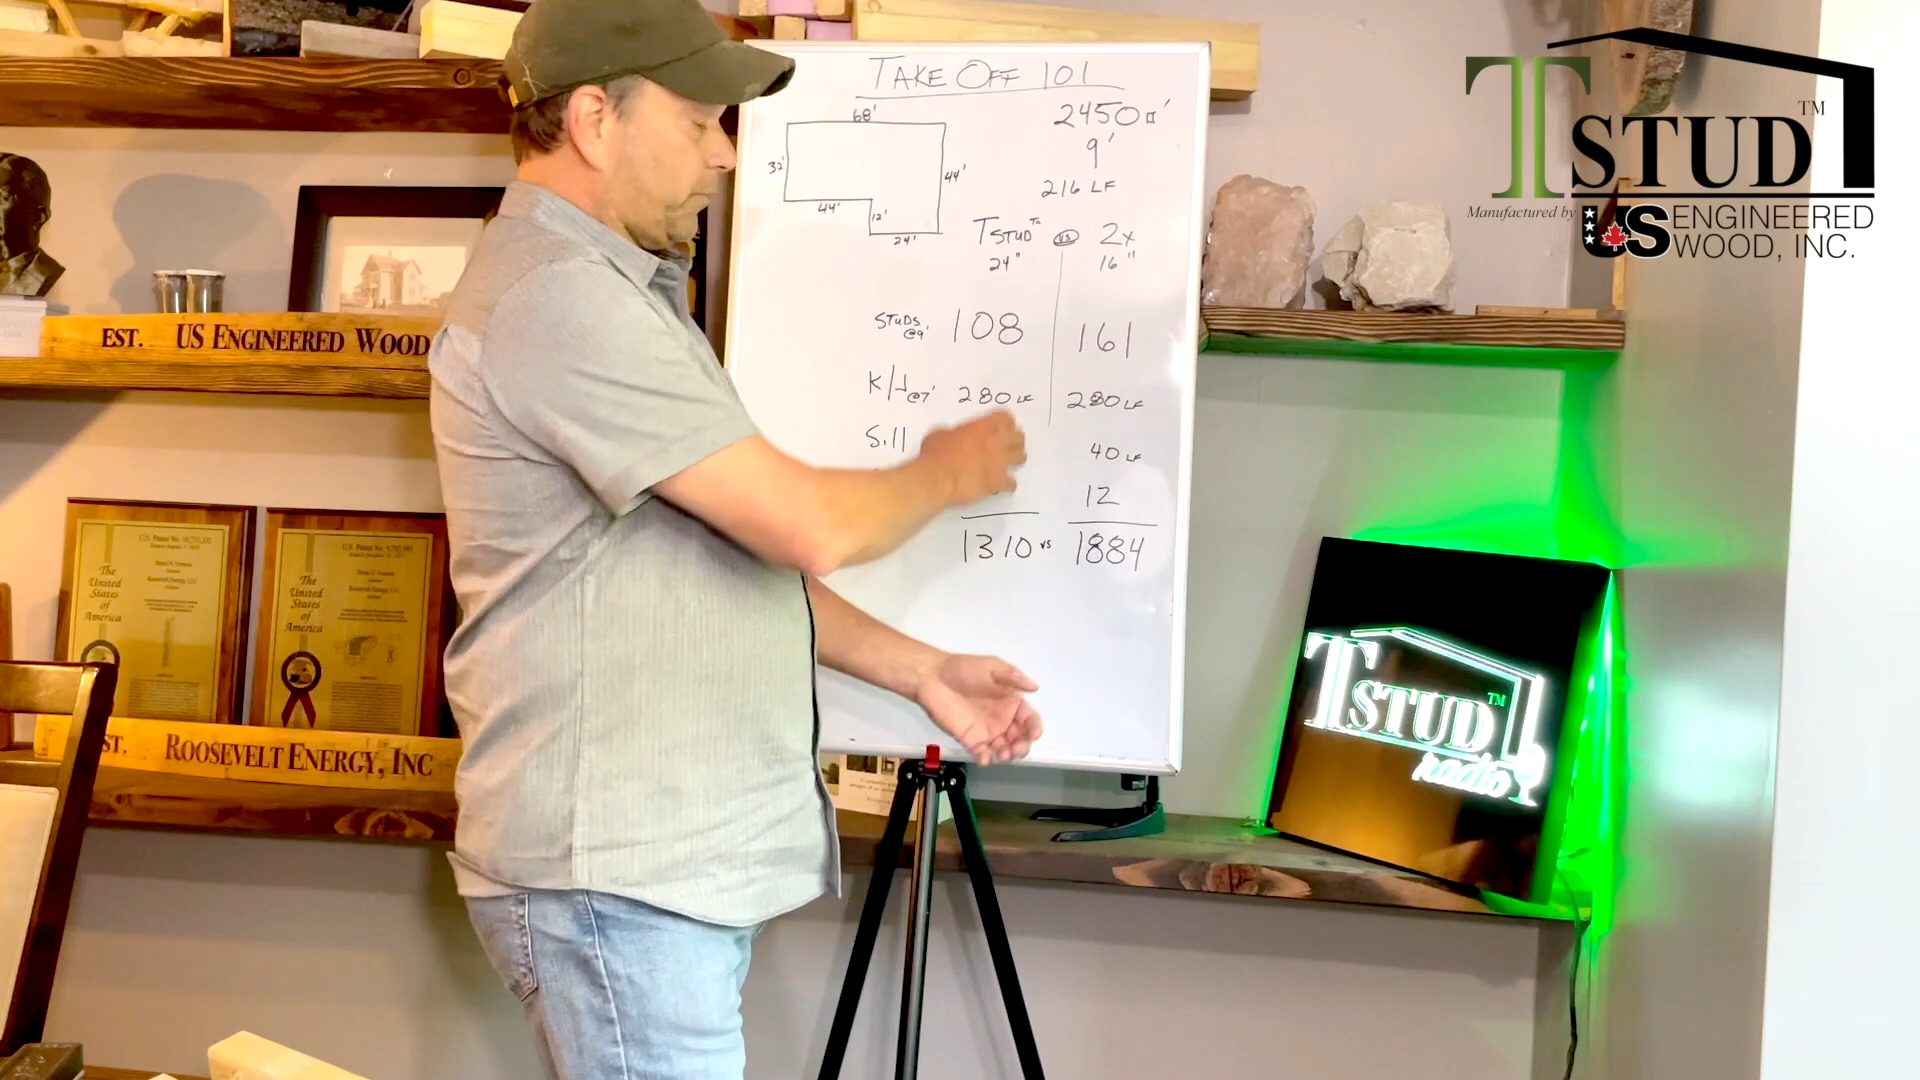 TAKE OFF 101
68'
2450□'
32'
44'
9'
44'
12'
24'
216 LF
TSTUD™ VS 2x
24" 16"
STUDS @9' 108 161
K/J @7' 280 LF 280 LF
Sill 40 LF
12
1310 vs 1884
TSTUD™
Manufactured by US ENGINEERED WOOD, INC.
EST. US ENGINEERED WOOD
The United States of America
The United States of America
ST. ROOSEVELT ENERGY, INC
TSTUD™
radio